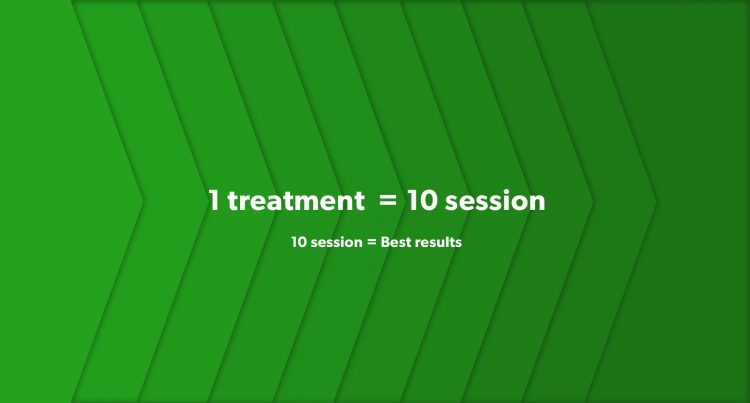 1 treatment = 10 session
10 session = Best results